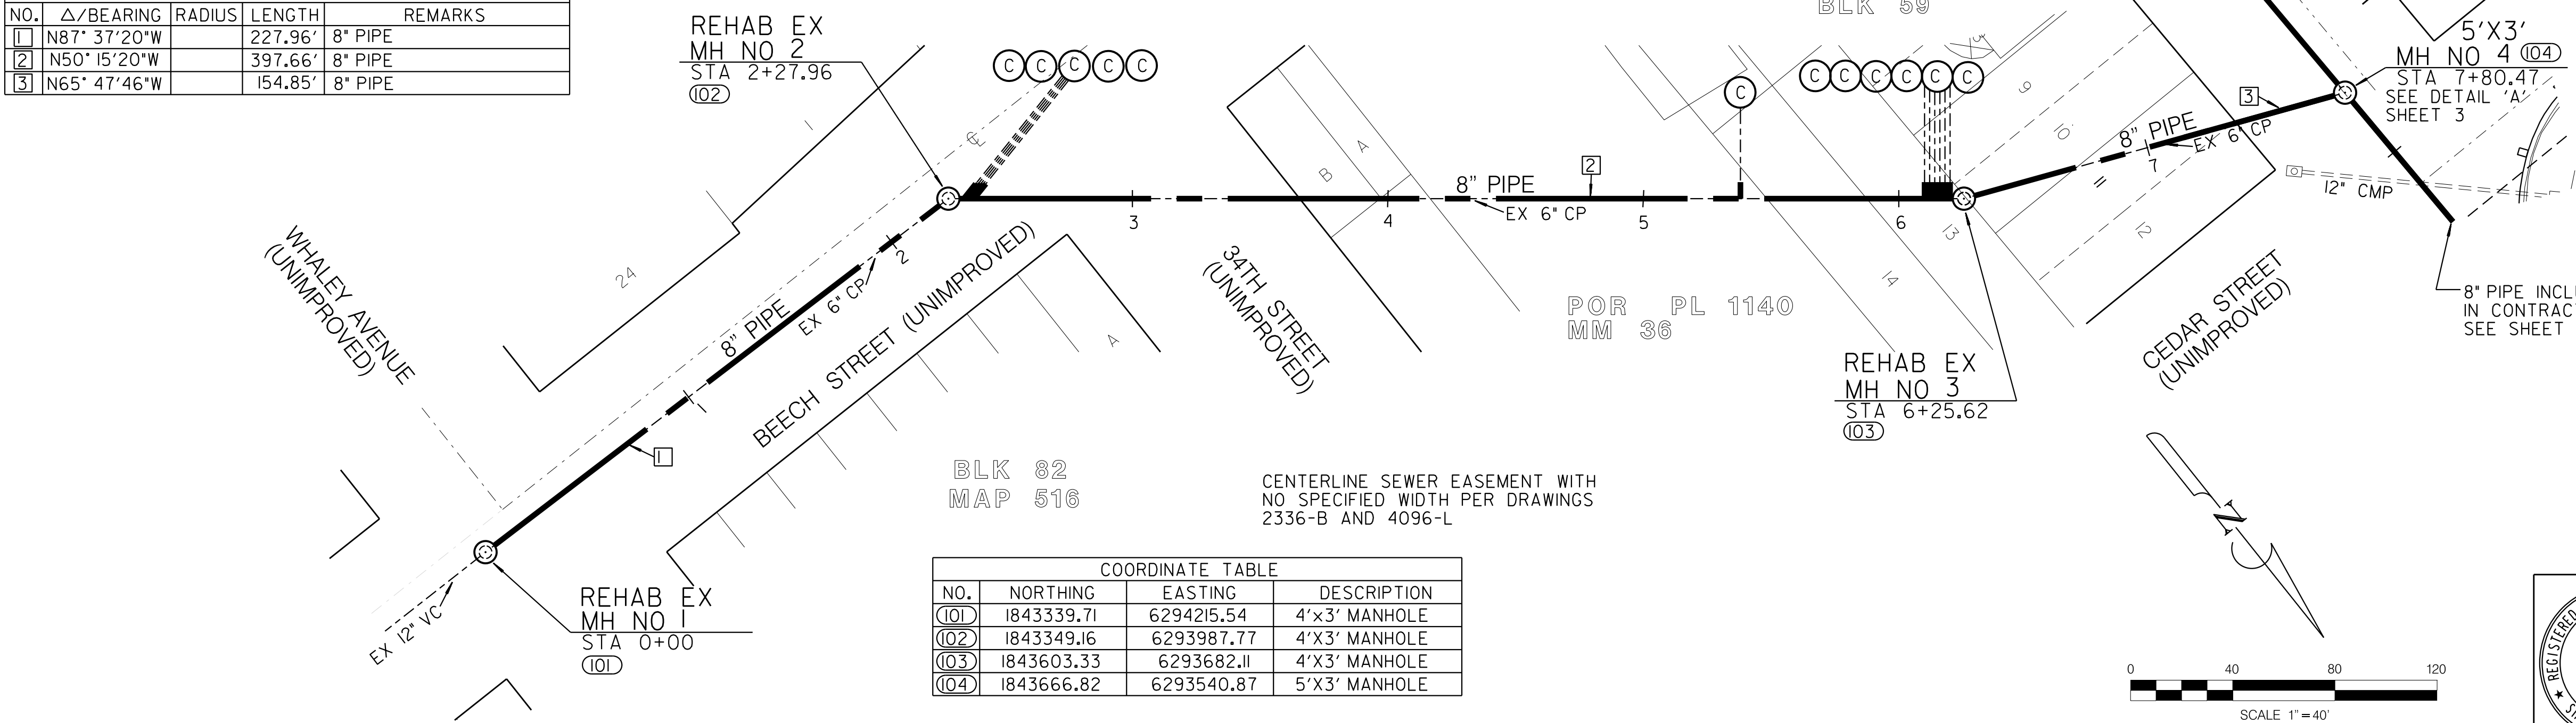 NO. △/BEARING RADIUS LENGTH REMARKS
1 N87° 37'20"W 227.96' 8" PIPE
2 N50° 15'20"W 397.66' 8" PIPE
3 N65° 47'46"W 154.85' 8" PIPE
REHAB EX
MH NO 2
STA 2+27.96
102
C C C C C
C
C C C C C C
BLK 59
5'X3'
MH NO 4 104
STA 7+80.47
SEE DETAIL 'A'
SHEET 3
1
24
℄
B
A
2
8" PIPE
EX 6" CP
3
4
5
6
9
10
12
13
14
3
8" PIPE
EX 6" CP
7
12" CMP
WHALEY AVENUE
(UNIMPROVED)
8" PIPE
EX 6" CP
2
1
1
BEECH STREET (UNIMPROVED)
A
34TH STREET
(UNIMPROVED)
POR PL 1140
MM 36
REHAB EX
MH NO 3
STA 6+25.62
103
CEDAR STREET
(UNIMPROVED)
8" PIPE
IN
SEE SHEET
BLK 82
MAP 516
CENTERLINE SEWER EASEMENT WITH
NO SPECIFIED WIDTH PER DRAWINGS
2336-B AND 4096-L
EX 12" VC
REHAB EX
MH NO 1
STA 0+00
101
COORDINATE TABLE
NO. NORTHING EASTING DESCRIPTION
101 1843339.71 6294215.54 4'x3' MANHOLE
102 1843349.16 6293987.77 4'X3' MANHOLE
103 1843603.33 6293682.11 4'X3' MANHOLE
104 1843666.82 6293540.87 5'X3' MANHOLE
N
0 40 80 120
SCALE 1"=40'
REGISTERED